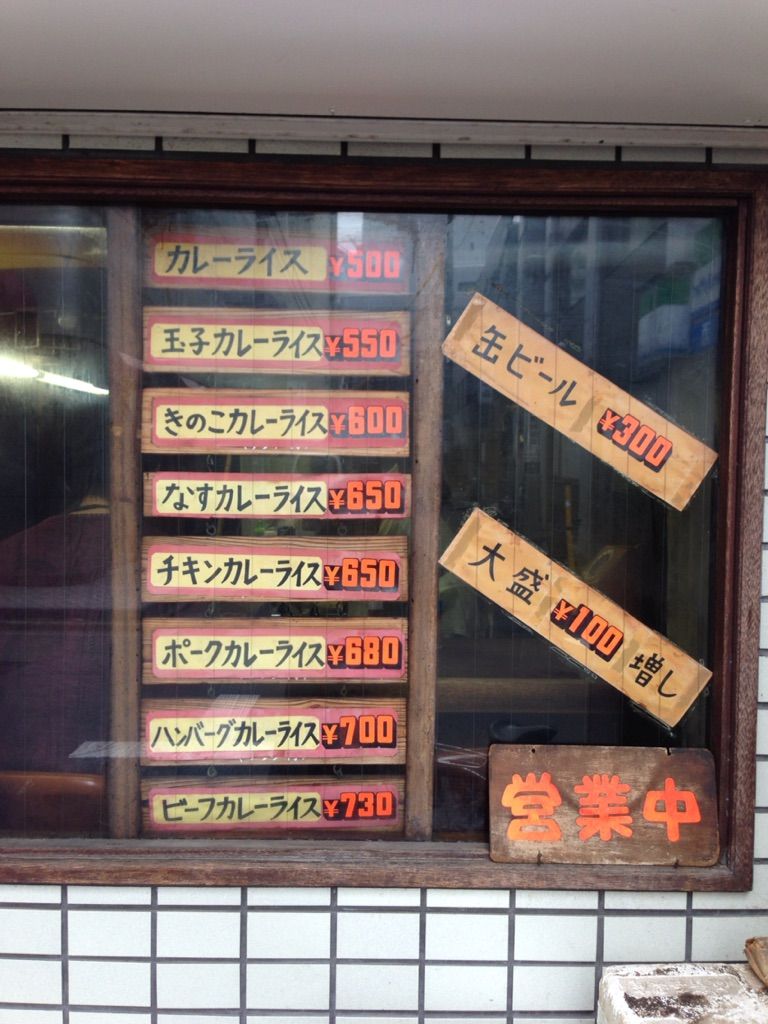 カレーライス ¥500
玉子カレーライス ¥550
きのこカレーライス ¥600
なすカレーライス ¥650
チキンカレーライス ¥650
ポークカレーライス ¥680
ハンバーグカレーライス ¥700
ビーフカレーライス ¥730
缶ビール ¥300
大盛 ¥100 増し
営業中